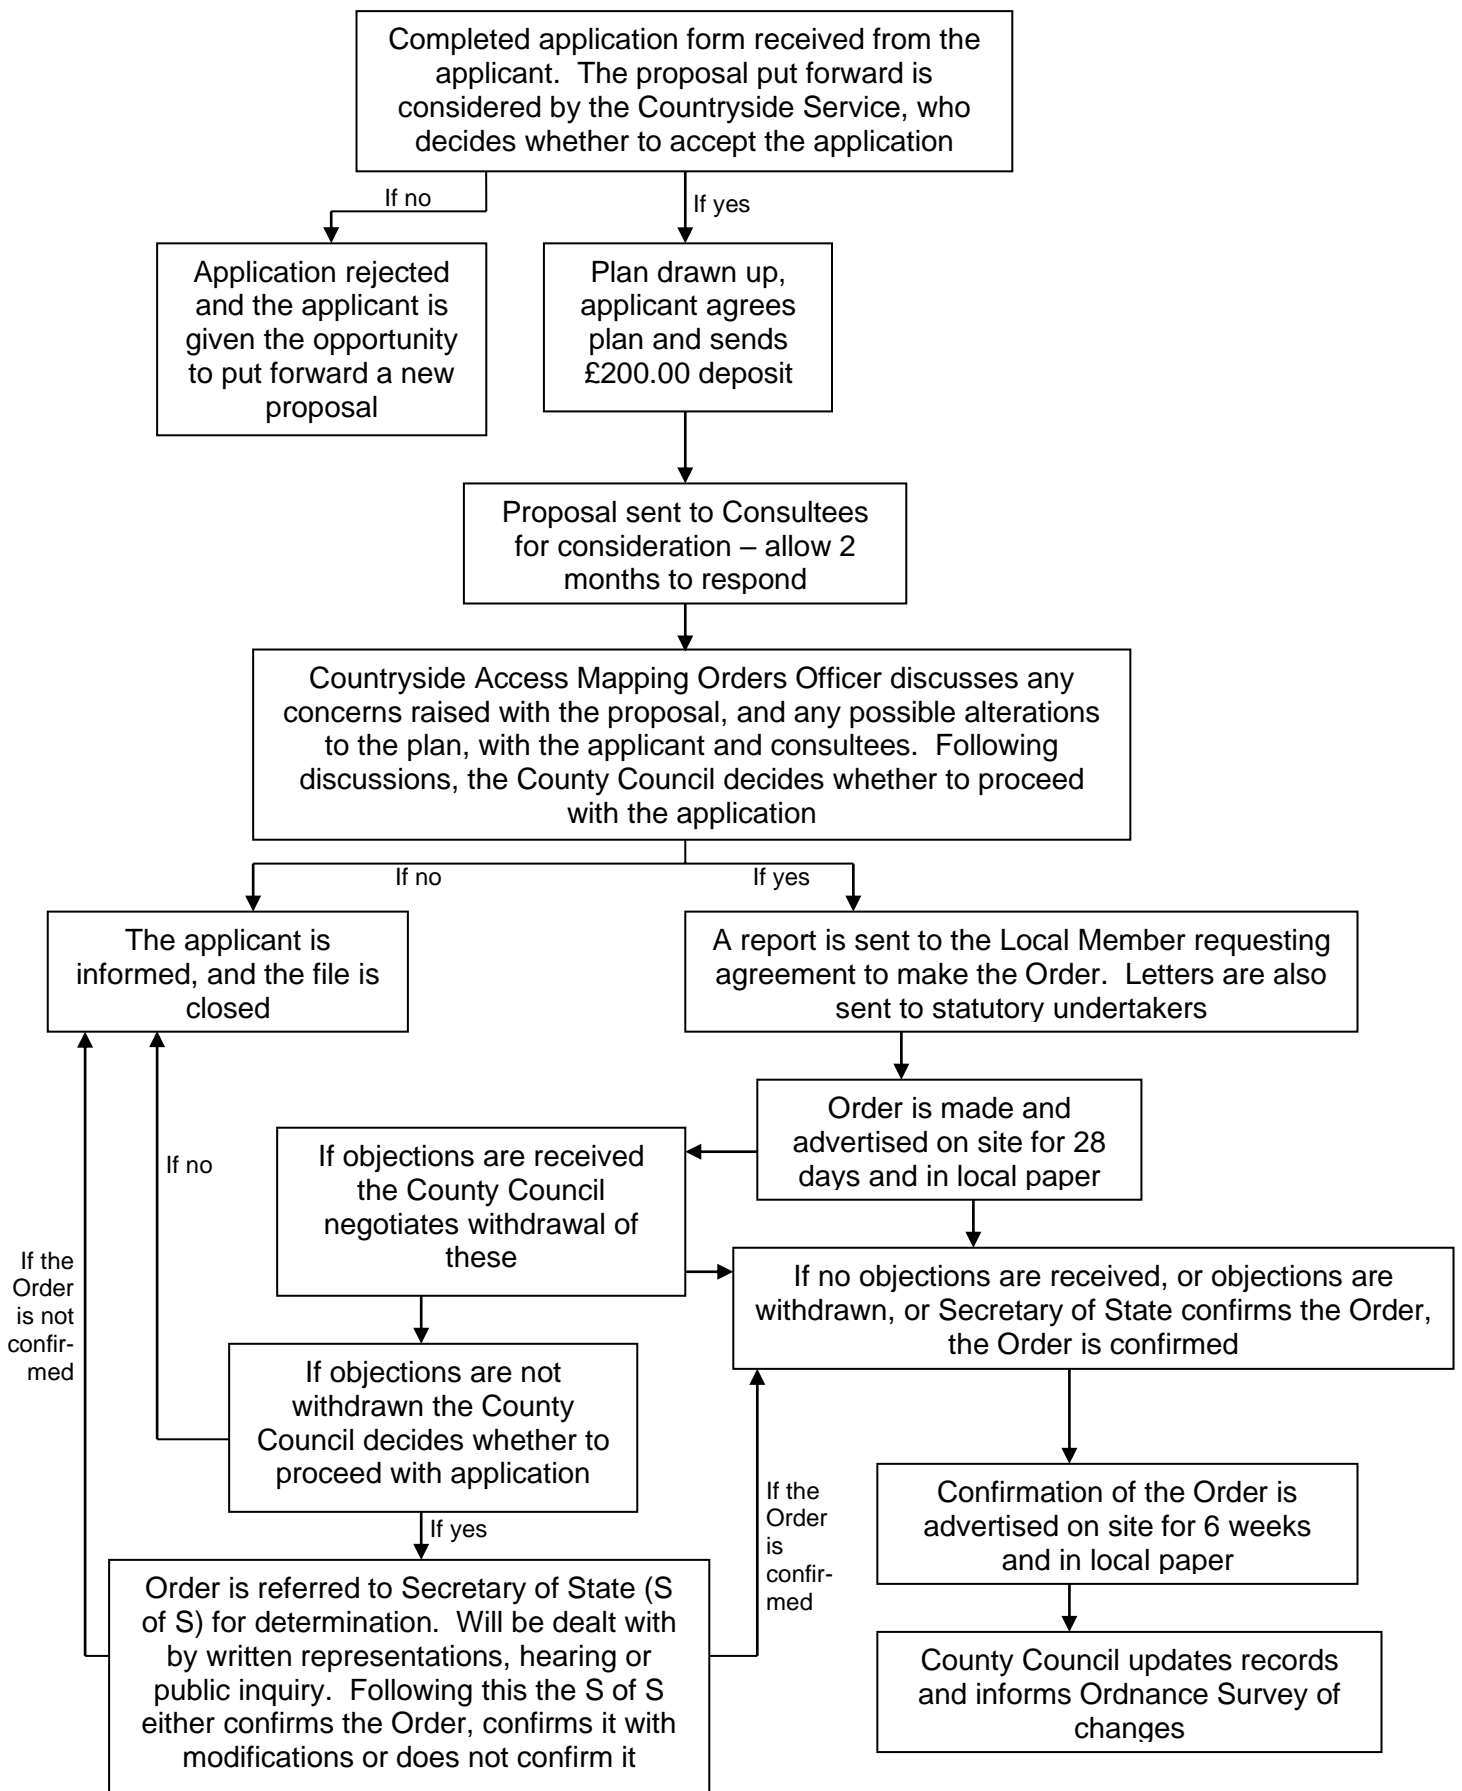 Completed application form received from the
applicant.  The proposal put forward is
considered by the Countryside Service, who
decides whether to accept the application
If no
If yes
Application rejected
and the applicant is
given the opportunity
to put forward a new
proposal
Plan drawn up,
applicant agrees
plan and sends
£200.00 deposit
Proposal sent to Consultees
for consideration – allow 2
months to respond
Countryside Access Mapping Orders Officer discusses any
concerns raised with the proposal, and any possible alterations
to the plan, with the applicant and consultees.  Following
discussions, the County Council decides whether to proceed
with the application
If no
If yes
The applicant is
informed, and the file is
closed
A report is sent to the Local Member requesting
agreement to make the Order.  Letters are also
sent to statutory undertakers
Order is made and
advertised on site for 28
days and in local paper
If no
If objections are received
the County Council
negotiates withdrawal of
these
If the
Order
is not
confir-
med
If no objections are received, or objections are
withdrawn, or Secretary of State confirms the Order,
the Order is confirmed
If objections are not
withdrawn the County
Council decides whether to
proceed with application
If yes
If the
Order
is
confir-
med
Confirmation of the Order is
advertised on site for 6 weeks
and in local paper
Order is referred to Secretary of State (S
of S) for determination.  Will be dealt with
by written representations, hearing or
public inquiry.  Following this the S of S
either confirms the Order, confirms it with
modifications or does not confirm it
County Council updates records
and informs Ordnance Survey of
changes